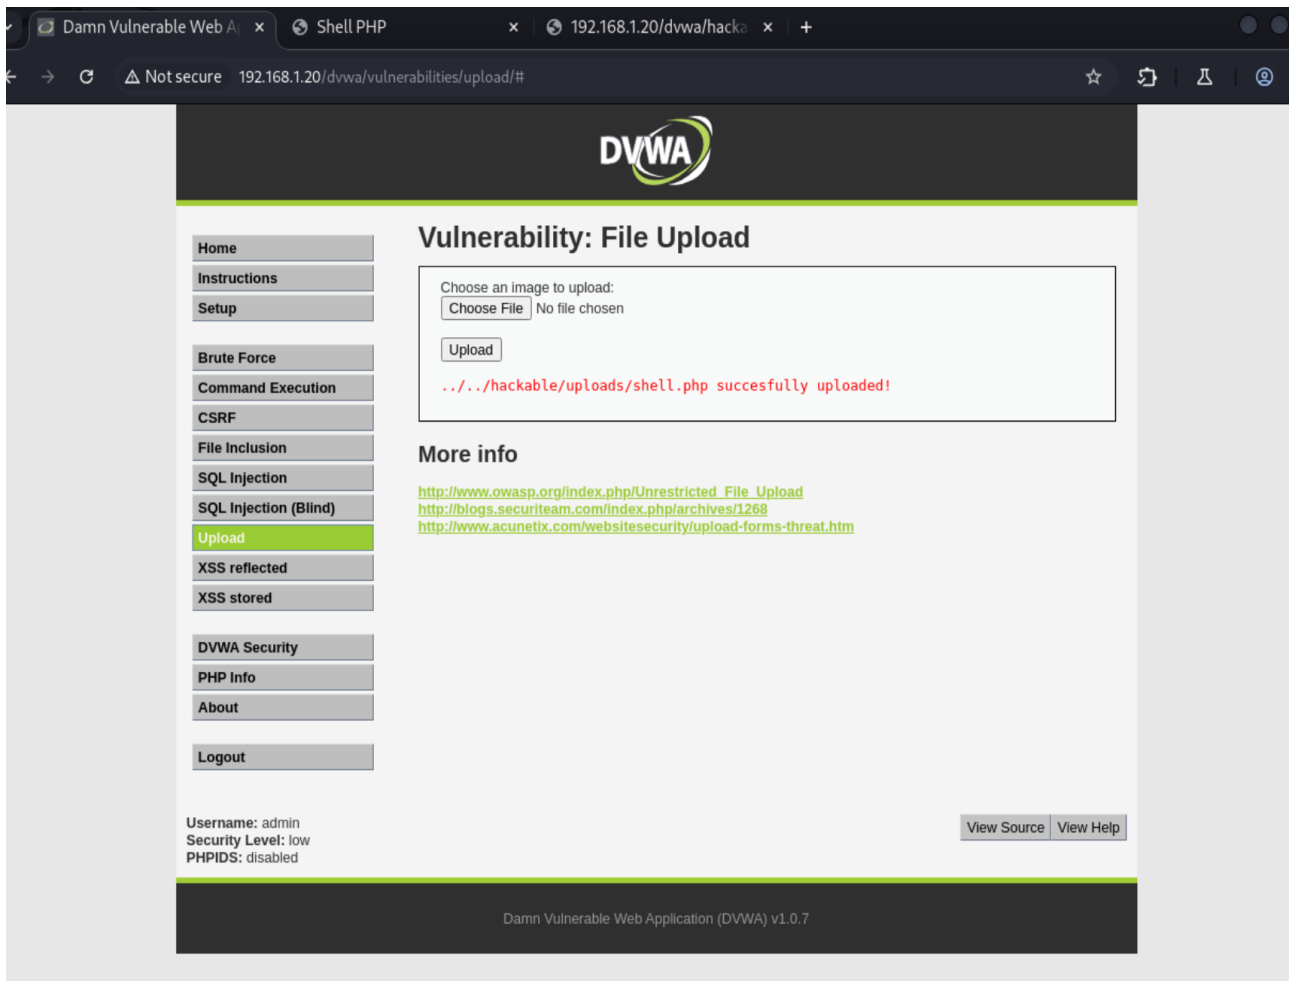 Damn Vulnerable Web Ap
Shell PHP
192.168.1.20/dvwa/hacka
Not secure 192.168.1.20/dvwa/vulnerabilities/upload/#
DVWA
Home
Instructions
Setup
Brute Force
Command Execution
CSRF
File Inclusion
SQL Injection
SQL Injection (Blind)
Upload
XSS reflected
XSS stored
DVWA Security
PHP Info
About
Logout
Vulnerability: File Upload
Choose an image to upload:
Choose File No file chosen
Upload
../../hackable/uploads/shell.php succesfully uploaded!
More info
http://www.owasp.org/index.php/Unrestricted_File_Upload
http://blogs.securiteam.com/index.php/archives/1268
http://www.acunetix.com/websitesecurity/upload-forms-threat.htm
Username: admin
Security Level: low
PHPIDS: disabled
View Source View Help
Damn Vulnerable Web Application (DVWA) v1.0.7